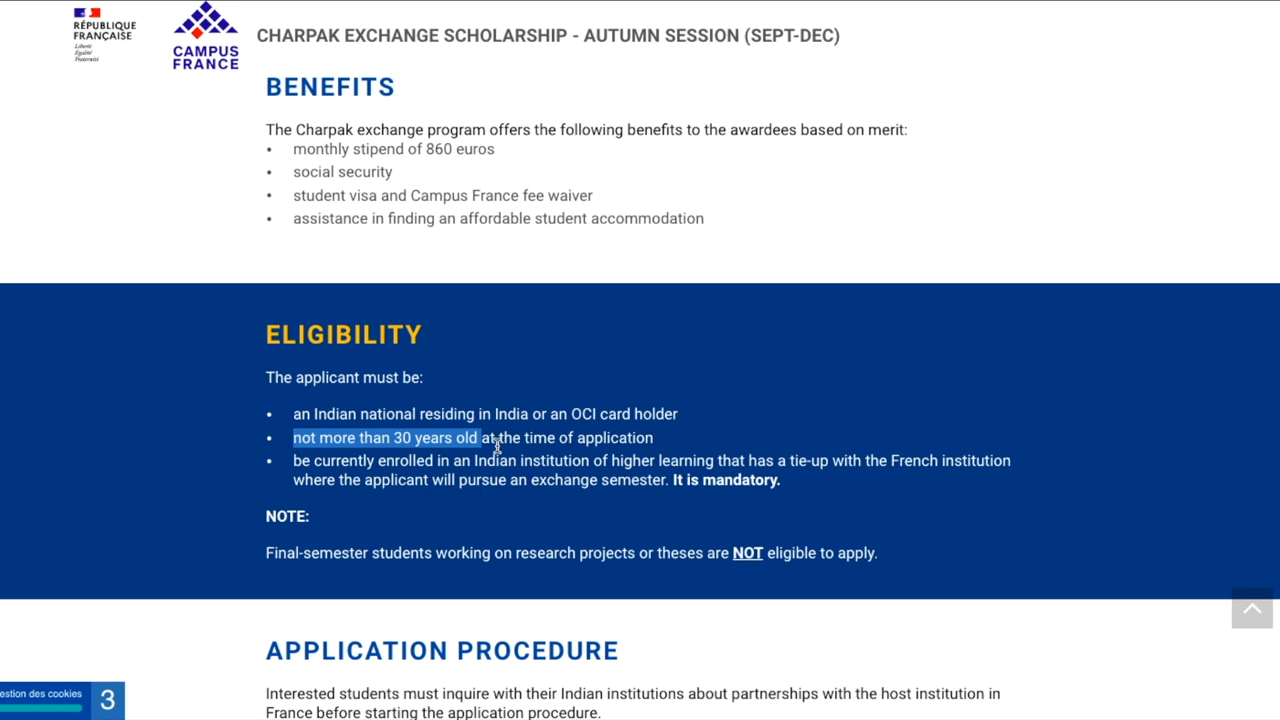 RÉPUBLIQUE
FRANÇAISE
Liberté
Égalité
Fraternité
CAMPUS
FRANCE
CHARPAK EXCHANGE SCHOLARSHIP - AUTUMN SESSION (SEPT-DEC)
BENEFITS
The Charpak exchange program offers the following benefits to the awardees based on merit:
• monthly stipend of 860 euros
• social security
• student visa and Campus France fee waiver
• assistance in finding an affordable student accommodation
ELIGIBILITY
The applicant must be:
• an Indian national residing in India or an OCI card holder
• not more than 30 years old at the time of application
• be currently enrolled in an Indian institution of higher learning that has a tie-up with the French institution
where the applicant will pursue an exchange semester. It is mandatory.
NOTE:
Final-semester students working on research projects or theses are NOT eligible to apply.
APPLICATION PROCEDURE
Interested students must inquire with their Indian institutions about partnerships with the host institution in
France before starting the application procedure.
estion des cookies
3